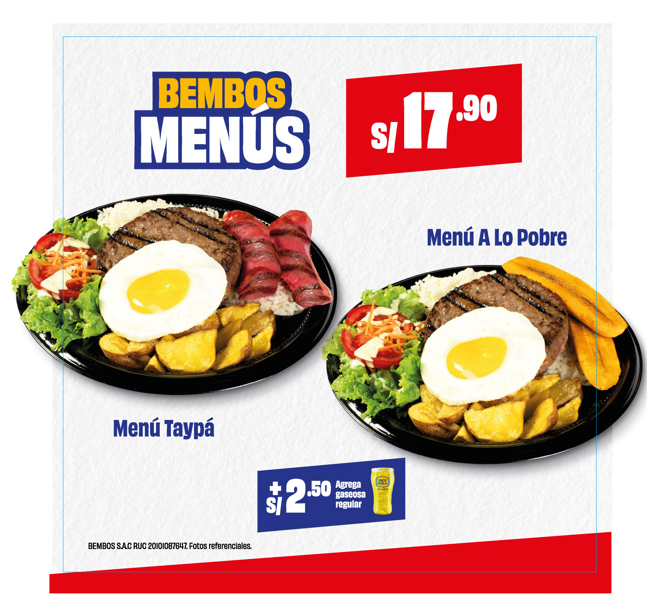 BEMBOS
MENÚS
S/ 17.90
Menú A Lo Pobre
Menú Taypá
+ S/ 2.50
Agrega
gaseosa
regular
BEMBOS S.A.C RUC 20101087647. Fotos referenciales.